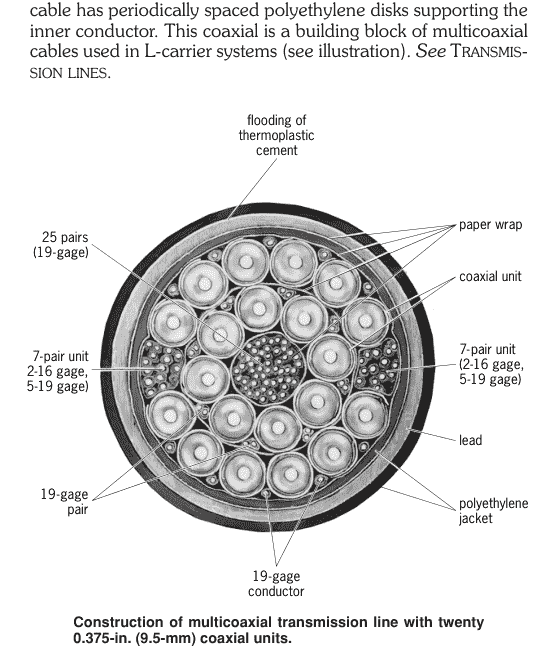 cable has periodically spaced polyethylene disks supporting the
inner conductor. This coaxial is a building block of multicoaxial
cables used in L-carrier systems (see illustration). See TRANSMIS-
SION LINES.
flooding of
thermoplastic
cement
25 pairs
(19-gage)
paper wrap
coaxial unit
7-pair unit
2-16 gage,
5-19 gage)
7-pair unit
(2-16 gage,
5-19 gage)
lead
19-gage
pair
polyethylene
jacket
19-gage
conductor
Construction of multicoaxial transmission line with twenty
0.375-in. (9.5-mm) coaxial units.